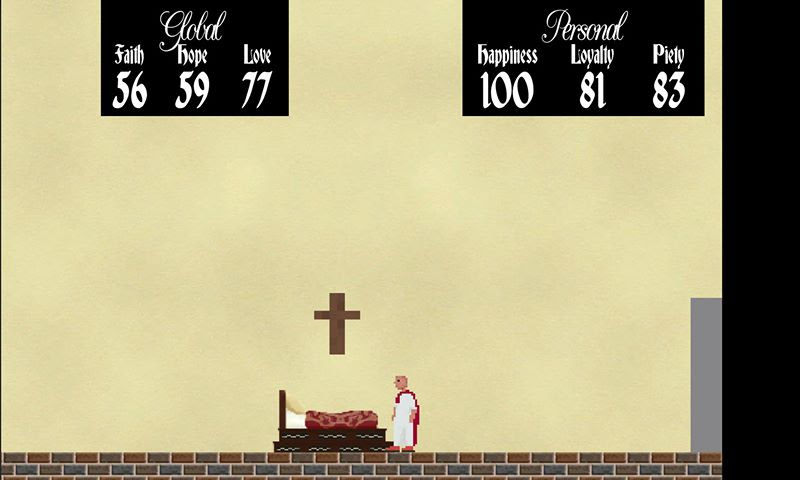 Global
Faith Hope Love
56 59 77
Personal
Happiness Loyalty Piety
100 81 83